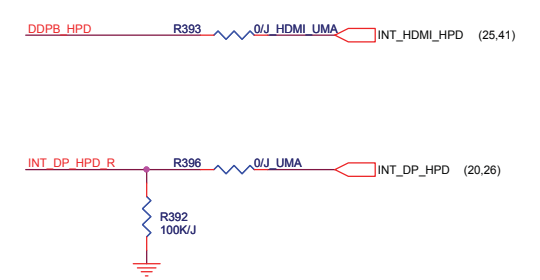 DDPB_HPD R393 0/J_HDMI_UMA INT_HDMI_HPD (25,41)
INT_DP_HPD_R R396 0/J_UMA INT_DP_HPD (20,26)
R392
100K/J